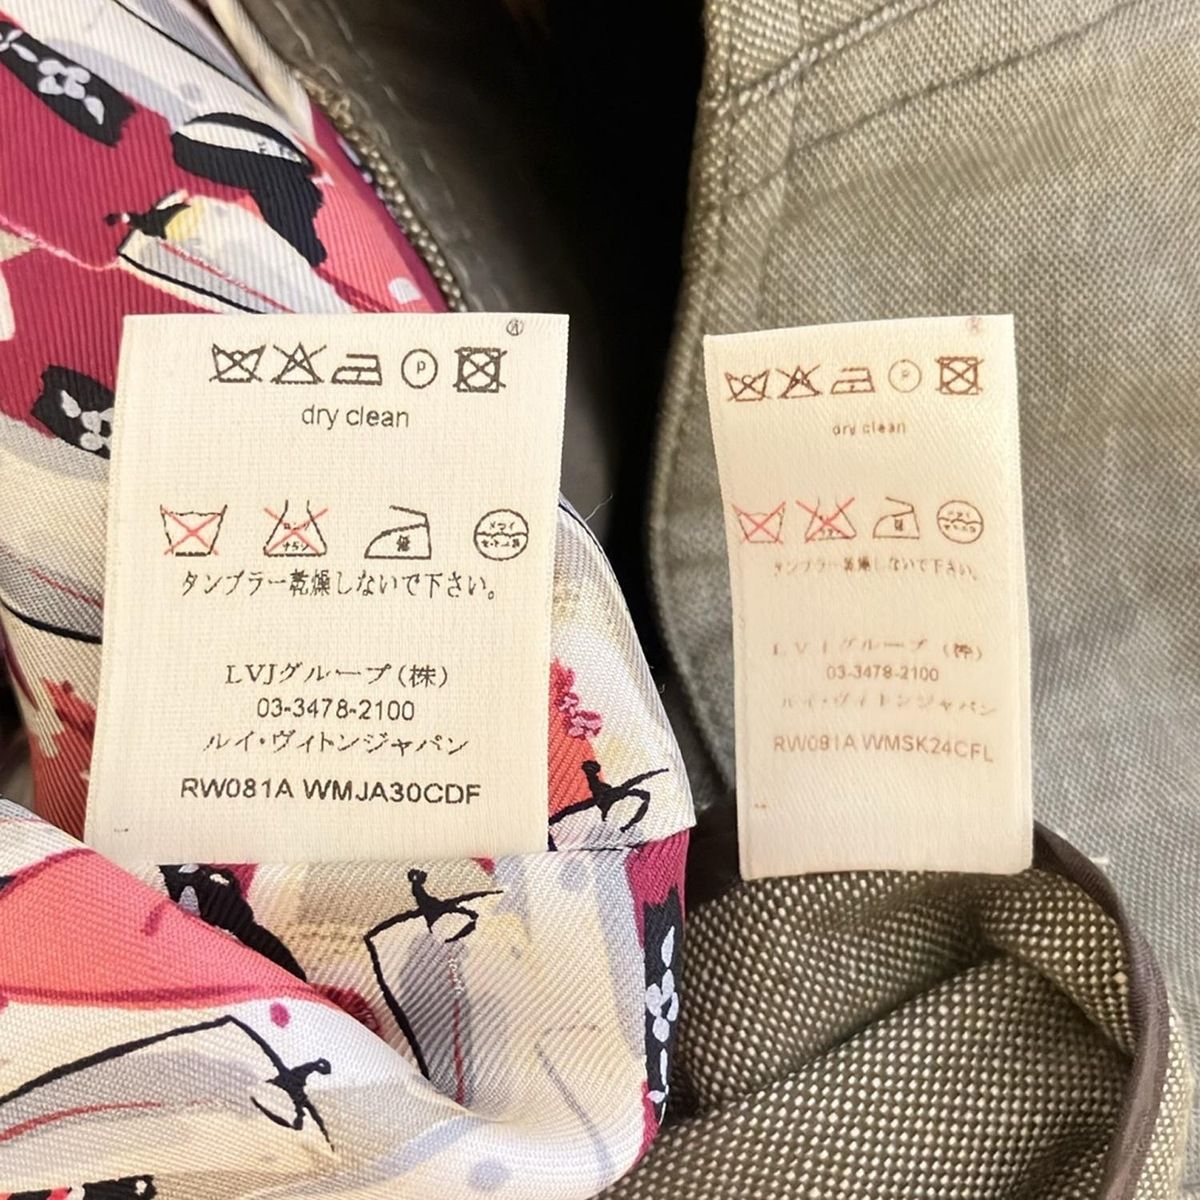 dry clean
タンブラー乾燥しないで下さい。
LVJグループ(株)
03-3478-2100
ルイ・ヴィトンジャパン
RW081A WMJA30CDF
dry clean
タンブラー乾燥しないで下さい。
LVJグループ(株)
03-3478-2100
ルイ・ヴィトンジャパン
RW081A WMSK24CFL